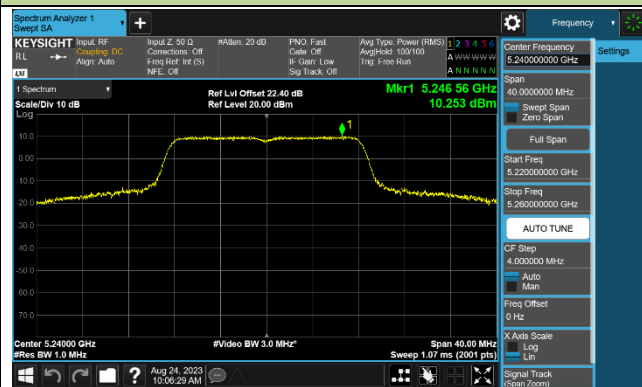 Spectrum Analyzer 1
Swept SA
Frequency
KEYSIGHT
RL
LXI
Input: RF
Coupling: DC
Align: Auto
Input Z: 50 Ω
Corrections: Off
Freq Ref: Int (S)
NFE: Off
#Atten: 20 dB
PNO: Fast
Gate: Off
IF Gain: Low
Sig Track: Off
Avg Type: Power (RMS)
Avg|Hold: 100/100
Trig: Free Run
1 2 3 4 5 6
A W W W W W
A N N N N N
1 Spectrum
Scale/Div 10 dB
Log
Ref Lvl Offset 22.40 dB
Ref Level 20.00 dBm
Mkr1 5.246 56 GHz
10.253 dBm
1
10.0
0.00
-10.0
-20.0
-30.0
-40.0
-50.0
-60.0
-70.0
Center 5.24000 GHz
#Res BW 1.0 MHz
#Video BW 3.0 MHz*
Span 40.00 MHz
Sweep 1.07 ms (2001 pts)
Center Frequency
5.240000000 GHz
Settings
Span
40.0000000 MHz
Swept Span
Zero Span
Full Span
Start Freq
5.220000000 GHz
Stop Freq
5.260000000 GHz
AUTO TUNE
CF Step
4.000000 MHz
Auto
Man
Freq Offset
0 Hz
X Axis Scale
Log
Lin
Signal Track
(Span Zoom)
Aug 24, 2023
10:06:29 AM